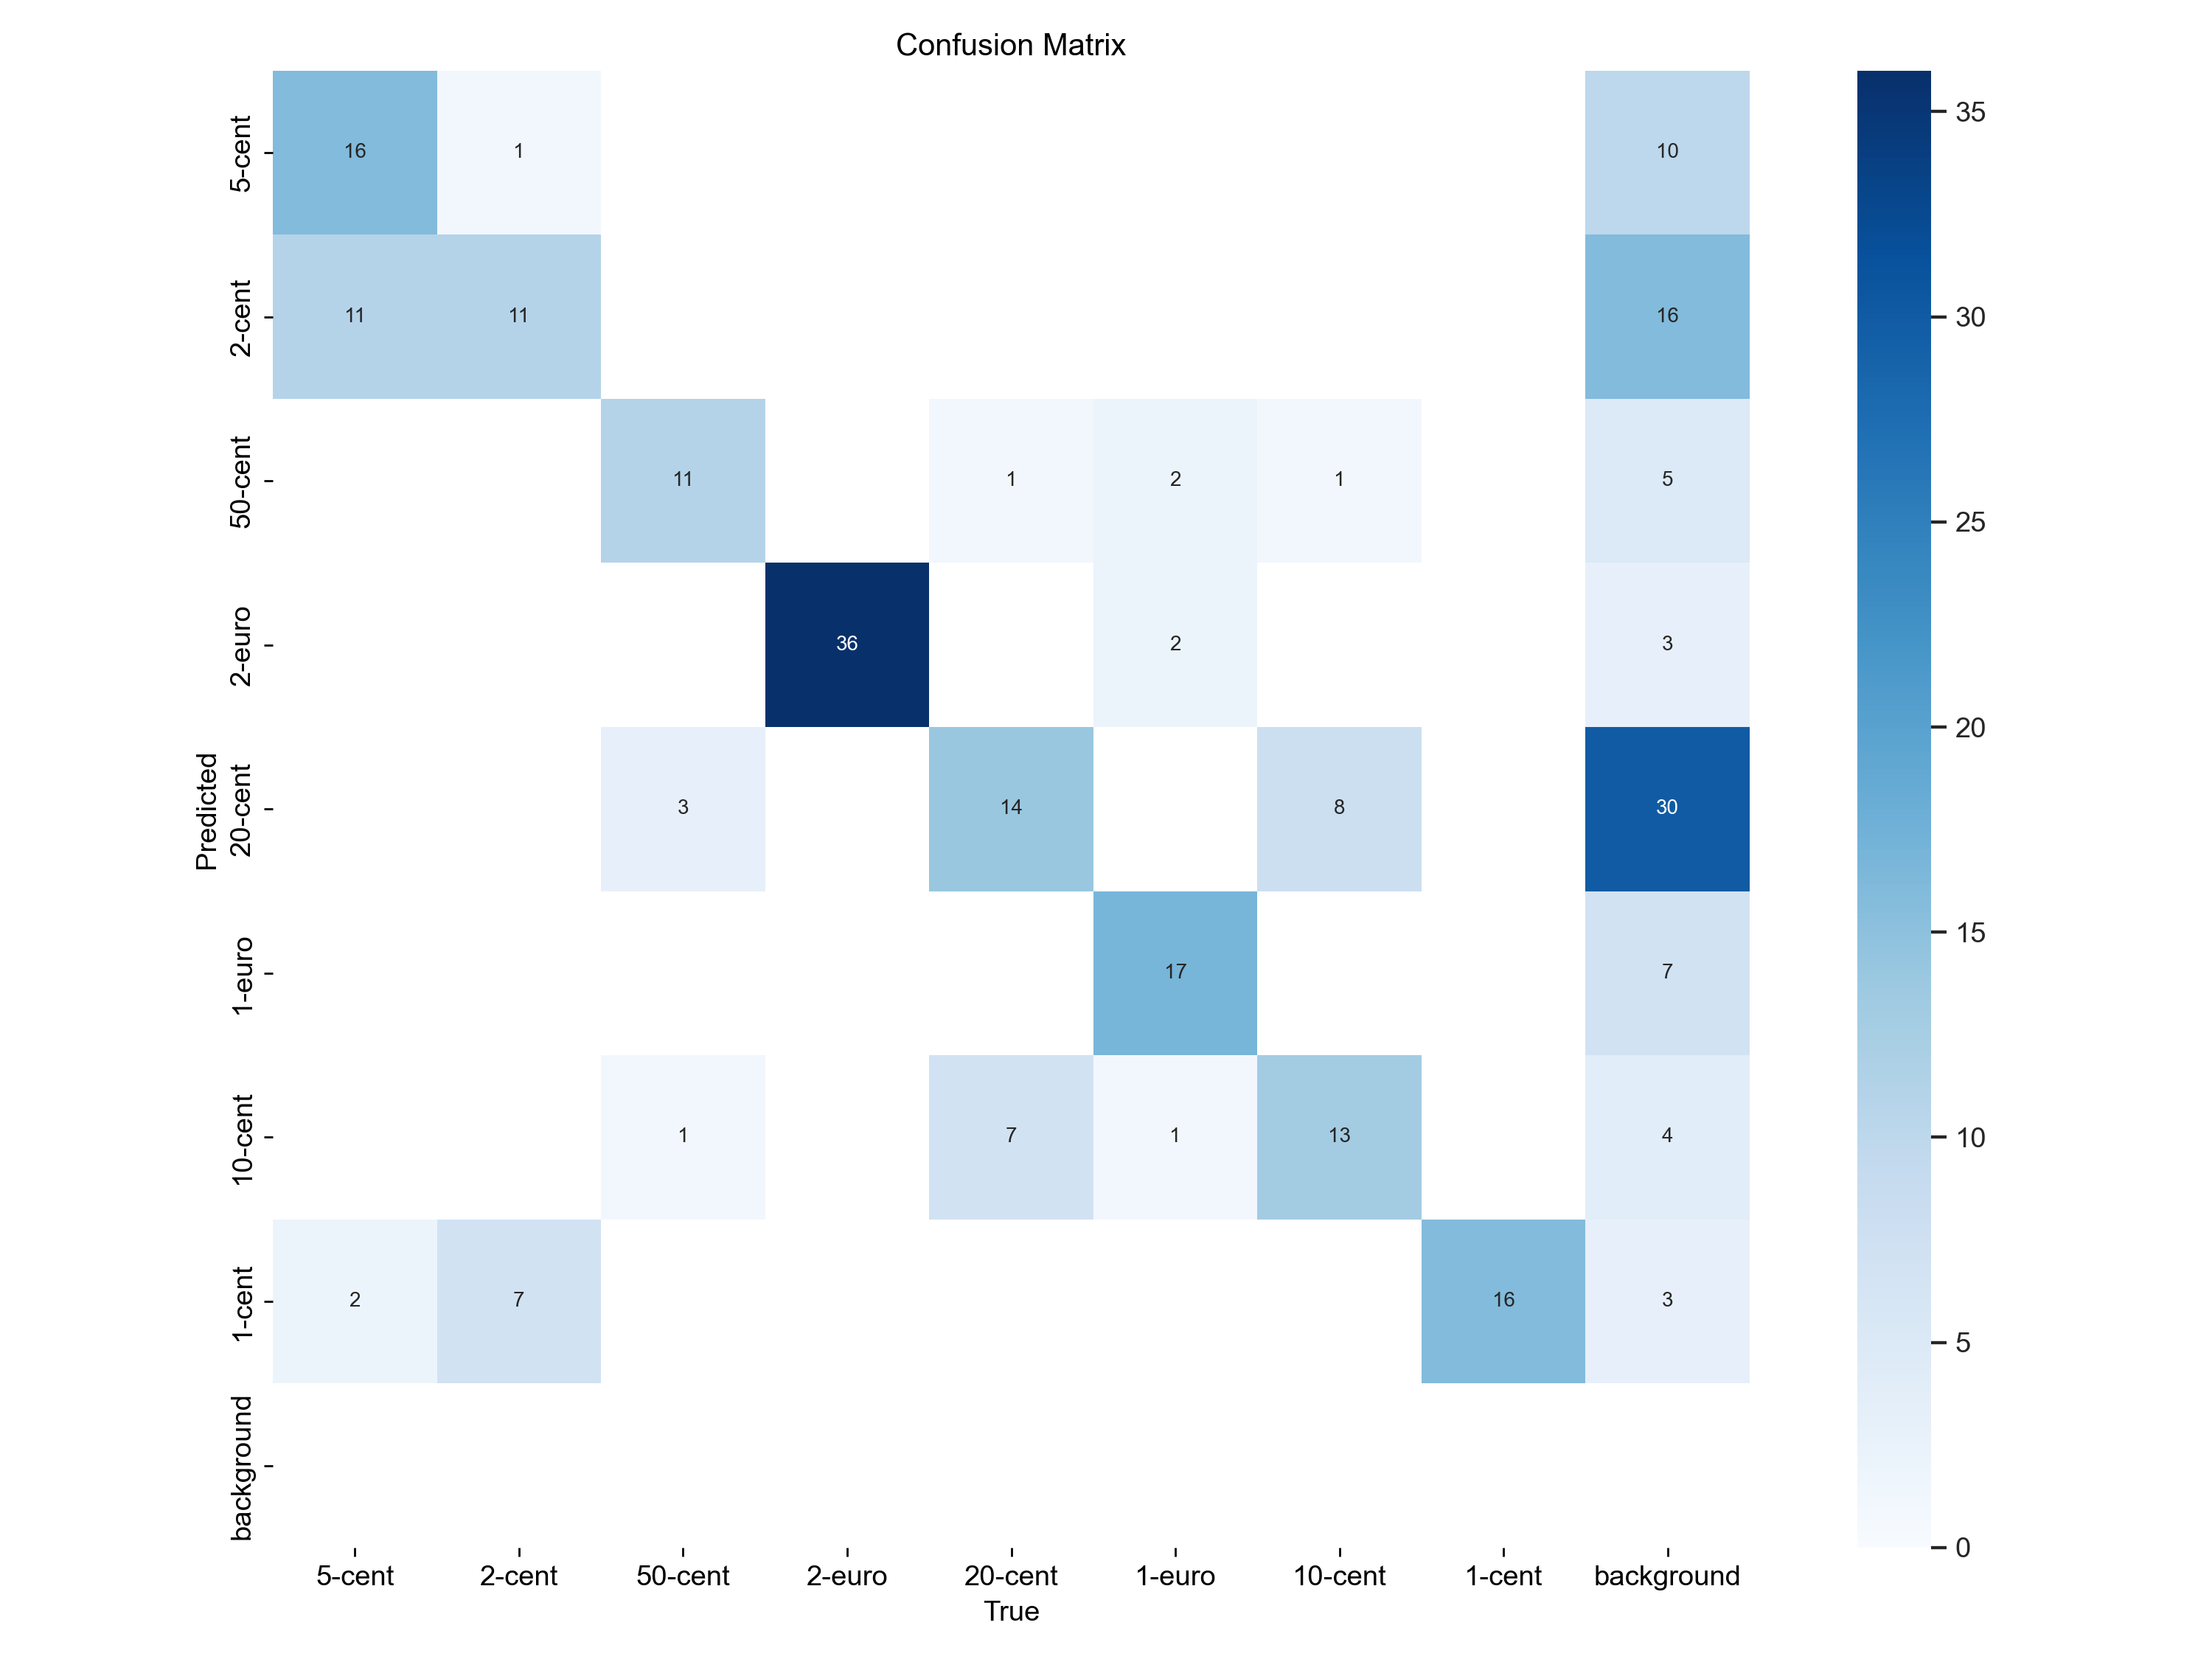 Confusion Matrix
Predicted
5-cent
16
1
10
2-cent
11
11
16
50-cent
11
1
2
1
5
2-euro
36
2
3
20-cent
3
14
8
30
1-euro
17
7
10-cent
1
7
1
13
4
1-cent
2
7
16
3
background
5-cent
2-cent
50-cent
2-euro
20-cent
1-euro
10-cent
1-cent
background
True
35
30
25
20
15
10
5
0